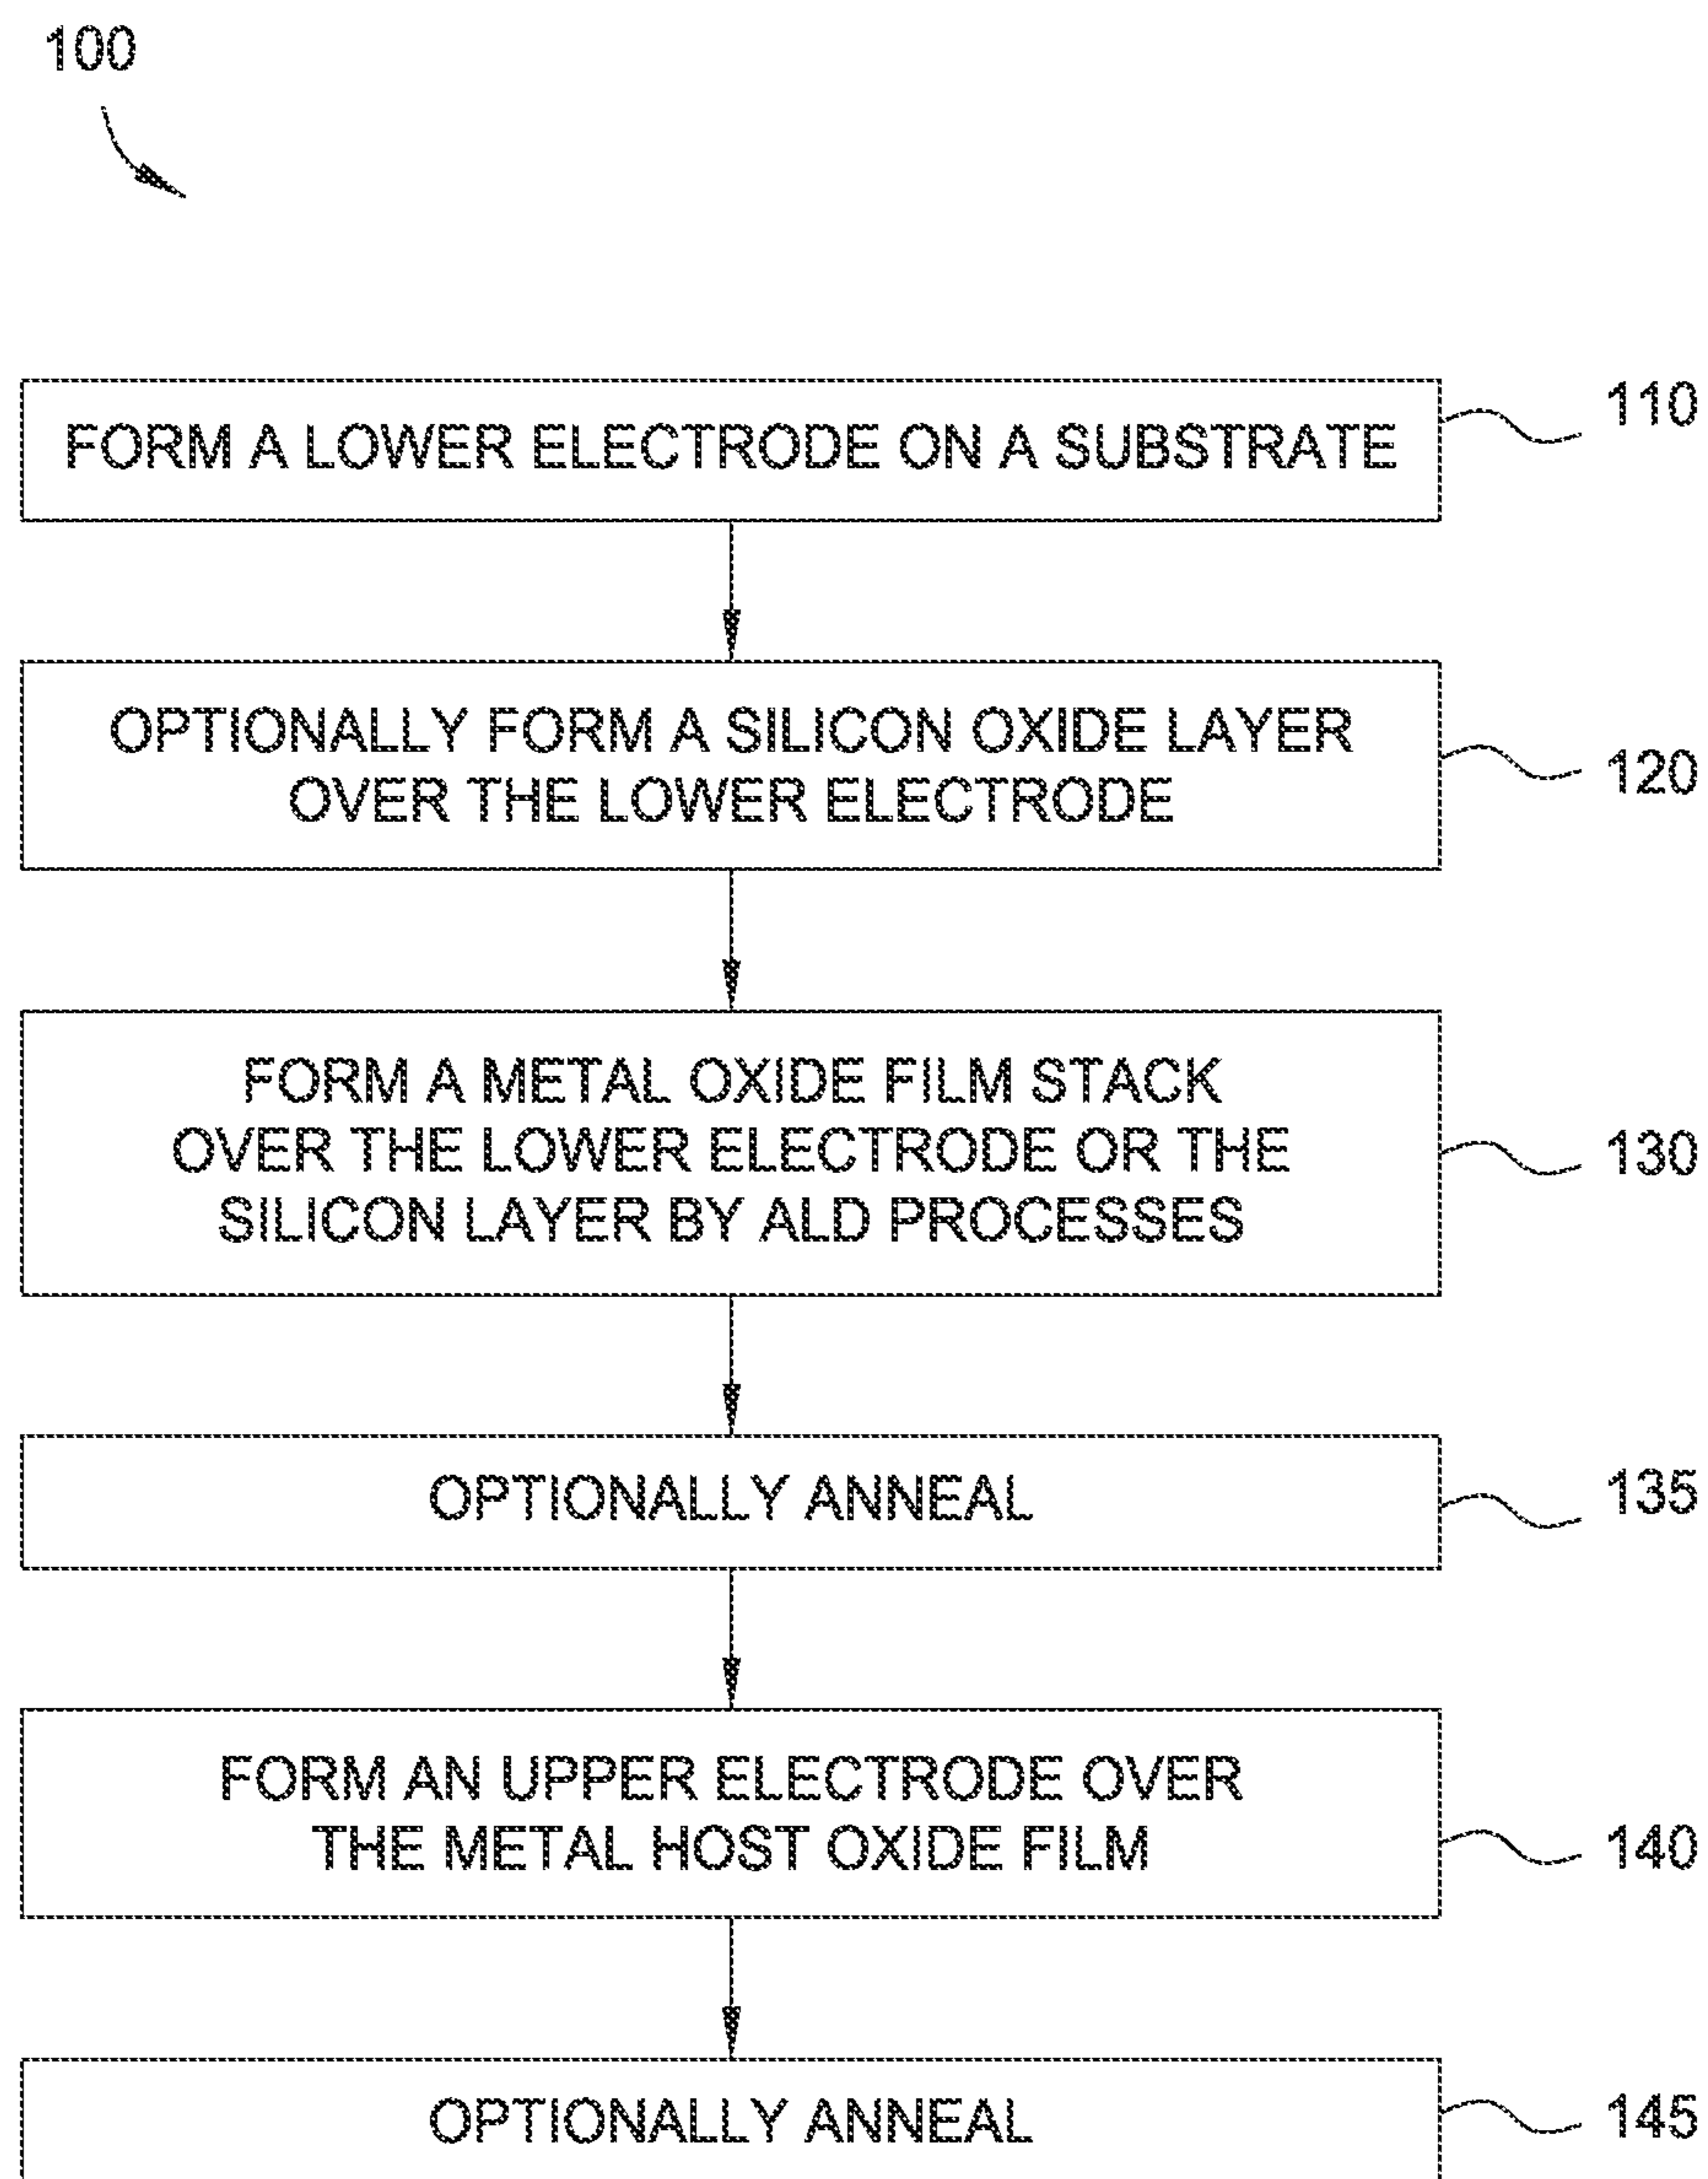 100
FORM A LOWER ELECTRODE ON A SUBSTRATE
110
OPTIONALLY FORM A SILICON OXIDE LAYER
OVER THE LOWER ELECTRODE
120
FORM A METAL OXIDE FILM STACK
OVER THE LOWER ELECTRODE OR THE
SILICON LAYER BY ALD PROCESSES
130
OPTIONALLY ANNEAL
135
FORM AN UPPER ELECTRODE OVER
THE METAL HOST OXIDE FILM
140
OPTIONALLY ANNEAL
145